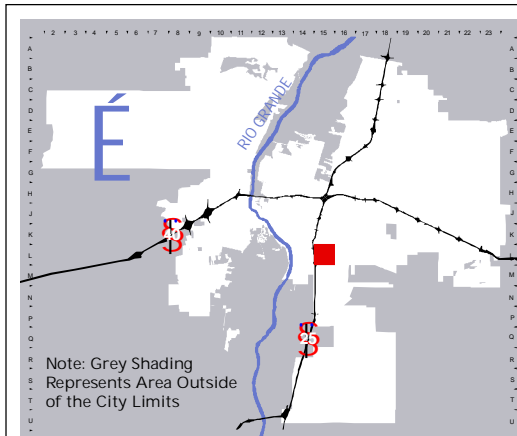 1 2 3 4 5 6 7 8 9 10 11 12 13 14 15 16 17 18 19 20 21 22 23
A
B
C
D
E
F
G
H
J
K
L
M
N
P
Q
R
S
T
U
A
B
C
D
E
F
G
H
J
K
L
M
N
P
Q
R
S
T
U
RIO GRANDE
É
40
25
Note: Grey Shading
Represents Area Outside
of the City Limits